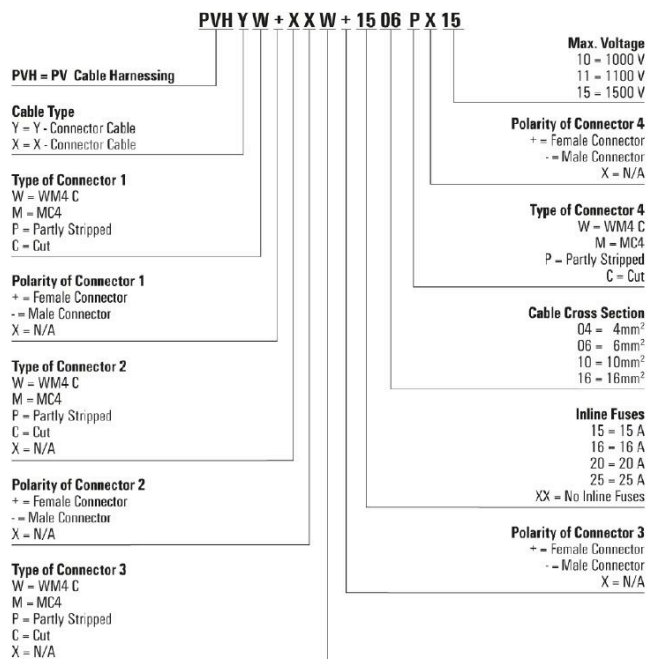 PVH Y W + X X W + 15 06 P X 15
PVH = PV Cable Harnessing
Cable Type
Y = Y - Connector Cable
X = X - Connector Cable
Type of Connector 1
W = WM4 C
M = MC4
P = Partly Stripped
C = Cut
Polarity of Connector 1
+ = Female Connector
- = Male Connector
X = N/A
Type of Connector 2
W = WM4 C
M = MC4
P = Partly Stripped
C = Cut
X = N/A
Polarity of Connector 2
+ = Female Connector
- = Male Connector
X = N/A
Type of Connector 3
W = WM4 C
M = MC4
P = Partly Stripped
C = Cut
X = N/A
Max. Voltage
10 = 1000 V
11 = 1100 V
15 = 1500 V
Polarity of Connector 4
+ = Female Connector
- = Male Connector
X = N/A
Type of Connector 4
W = WM4 C
M = MC4
P = Partly Stripped
C = Cut
Cable Cross Section
04 = 4mm²
06 = 6mm²
10 = 10mm²
16 = 16mm²
Inline Fuses
15 = 15 A
16 = 16 A
20 = 20 A
25 = 25 A
XX = No Inline Fuses
Polarity of Connector 3
+ = Female Connector
- = Male Connector
X = N/A